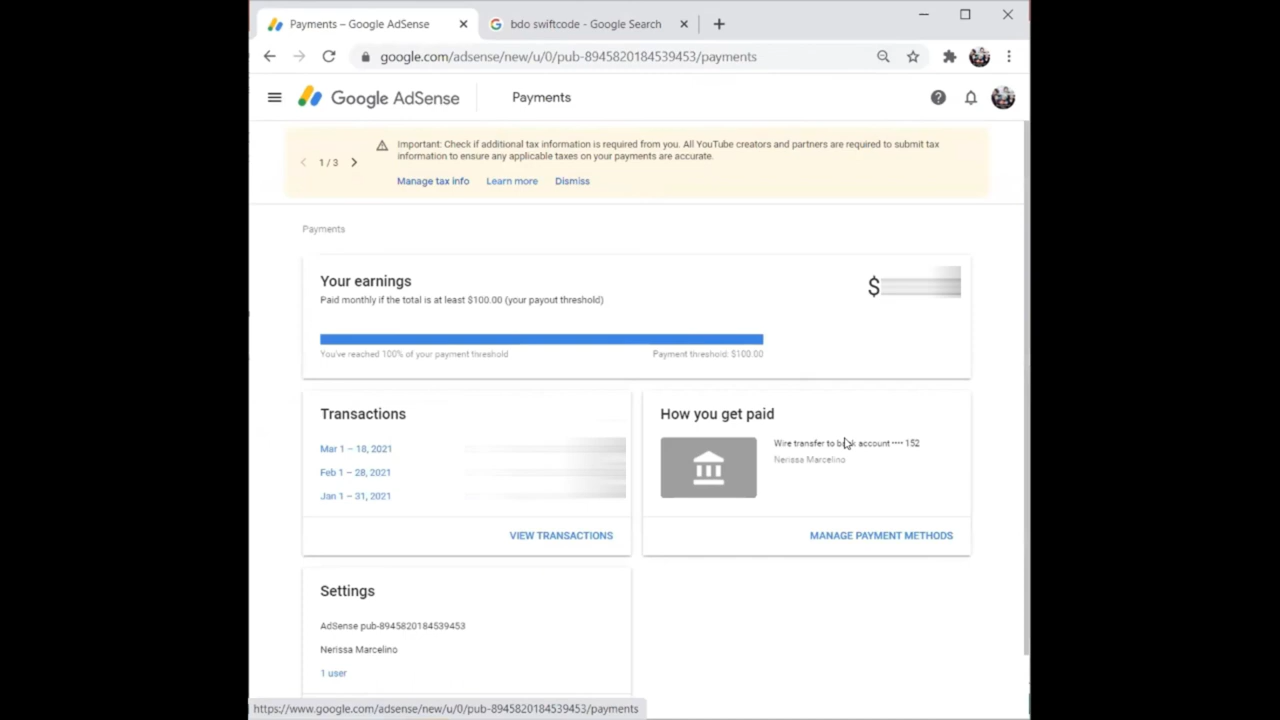 Payments – Google AdSense
bdo swiftcode - Google Search
google.com/adsense/new/u/0/pub-8945820184539453/payments
Google AdSense
Payments
1 / 3
Important: Check if additional tax information is required from you. All YouTube creators and partners are required to submit tax
information to ensure any applicable taxes on your payments are accurate.
Manage tax info
Learn more
Dismiss
Payments
Your earnings
$
Paid monthly if the total is at least $100.00 (your payout threshold)
You've reached 100% of your payment threshold
Payment threshold: $100.00
Transactions
Mar 1 – 18, 2021
Feb 1 – 28, 2021
Jan 1 – 31, 2021
VIEW TRANSACTIONS
How you get paid
Wire transfer to bank account •••• 152
Nerissa Marcelino
MANAGE PAYMENT METHODS
Settings
AdSense pub-8945820184539453
Nerissa Marcelino
1 user
https://www.google.com/adsense/new/u/0/pub-8945820184539453/payments